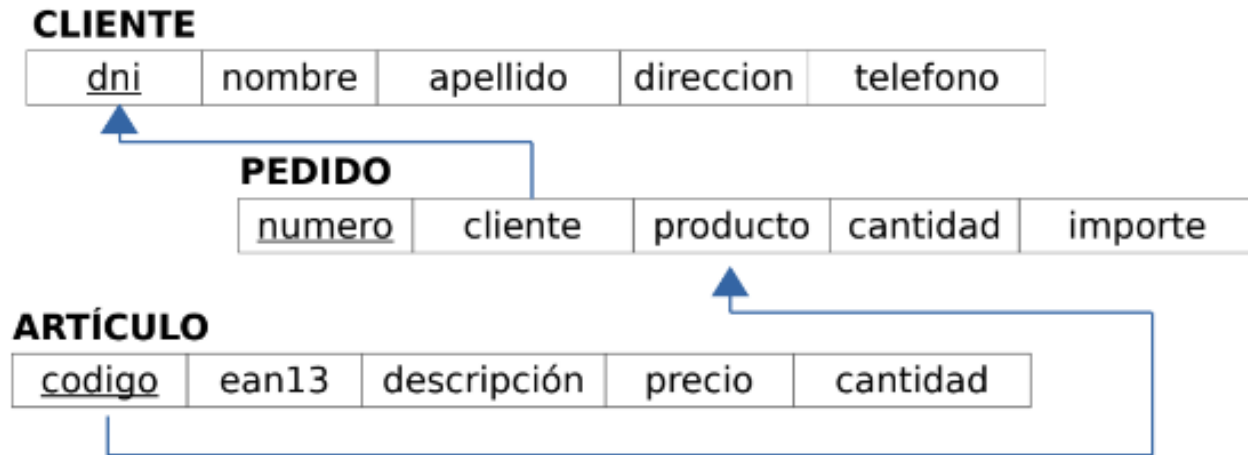 CLIENTE
dni nombre apellido direccion telefono
PEDIDO
numero cliente producto cantidad importe
ARTÍCULO
codigo ean13 descripción precio cantidad